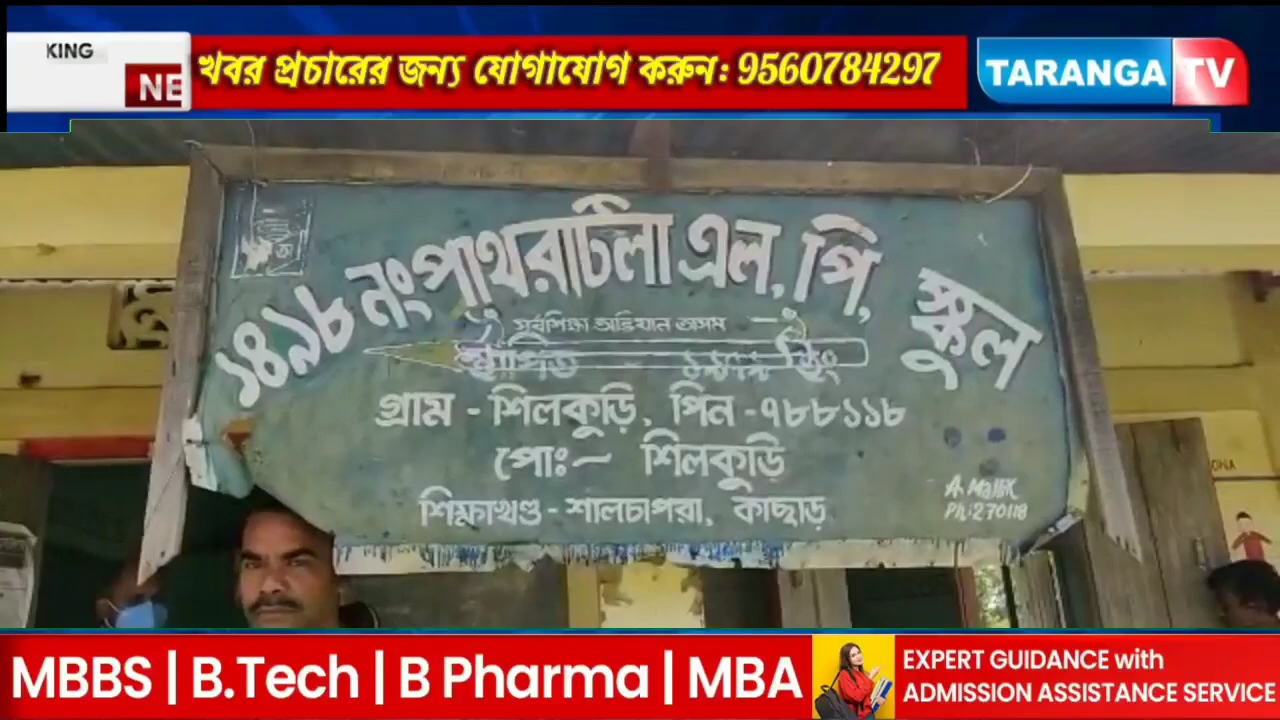 KING
NE
খবর প্রচারের জন্য যোগাযোগ করুন: 9560784297
TARANGA TV
১৪৯৮ নং পাথরটিলা এল, পি, স্কুল
সর্বশিক্ষা অভিযান অসম
স্থাপিত - ইং
গ্রাম - শিলকুড়ি, পিন -৭৮৮১১৮
পোঃ- শিলকুড়ি
শিক্ষাখণ্ড - শালচাপরা, কাছাড়
A. Mallik
Ph: 270118
MBBS | B.Tech | B Pharma | MBA
EXPERT GUIDANCE with
ADMISSION ASSISTANCE SERVICE